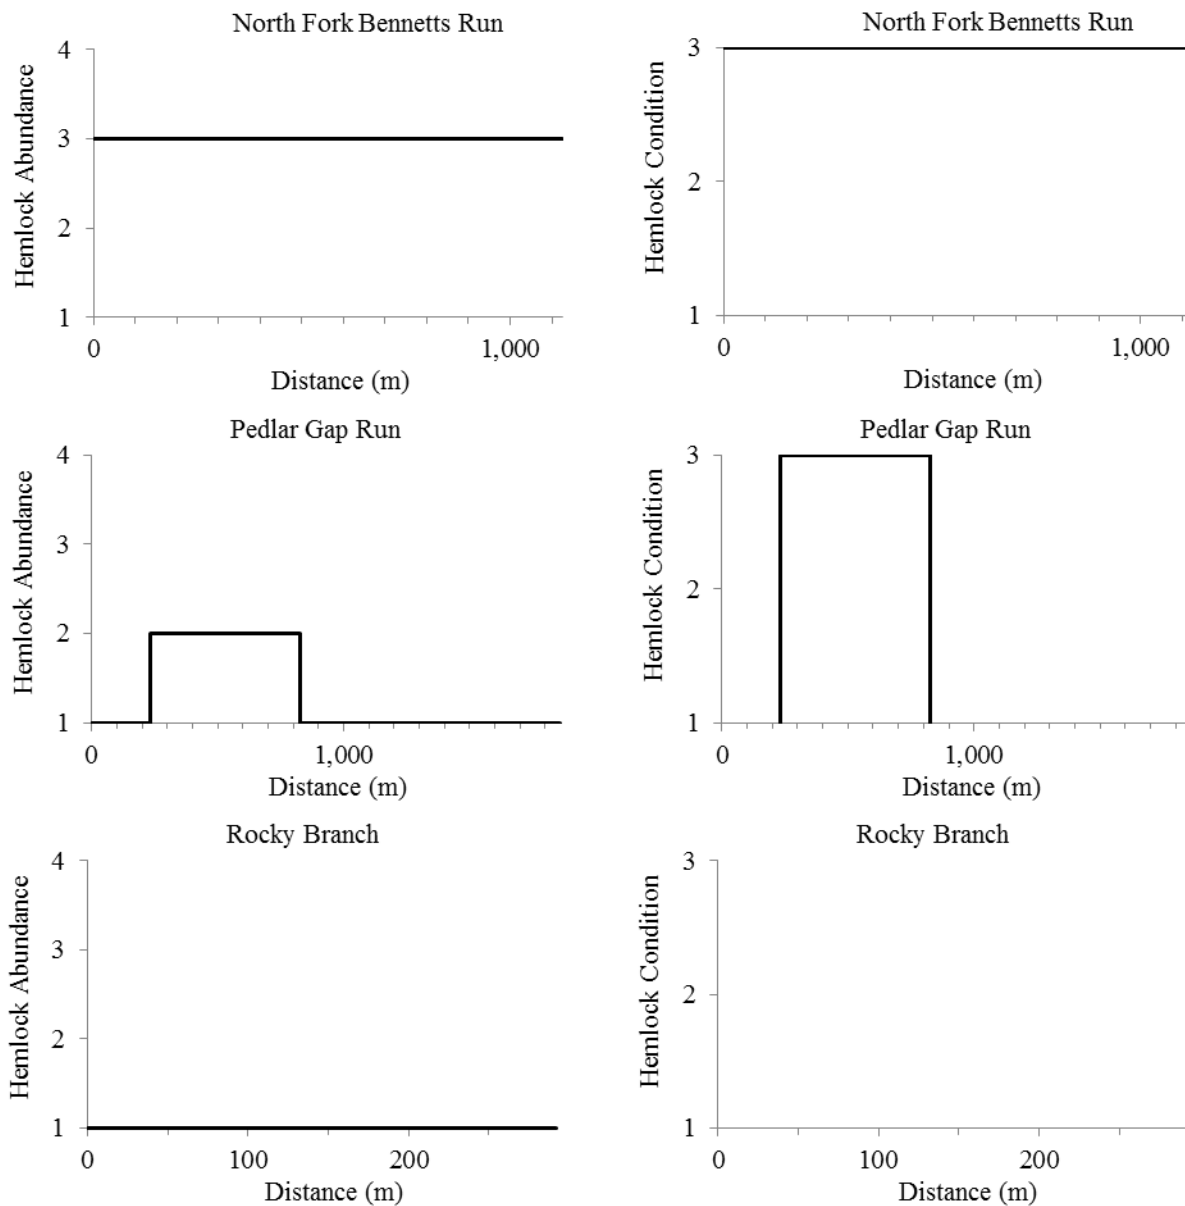 North Fork Bennetts Run
4
3
2
1
Hemlock Abundance
0 1,000
Distance (m)
North Fork Bennetts Run
3
2
1
Hemlock Condition
0 1,000
Distance (m)
Pedlar Gap Run
4
3
2
1
Hemlock Abundance
0 1,000
Distance (m)
Pedlar Gap Run
3
2
1
Hemlock Condition
0 1,000
Distance (m)
Rocky Branch
4
3
2
1
Hemlock Abundance
0 100 200
Distance (m)
Rocky Branch
3
2
1
Hemlock Condition
0 100 200
Distance (m)